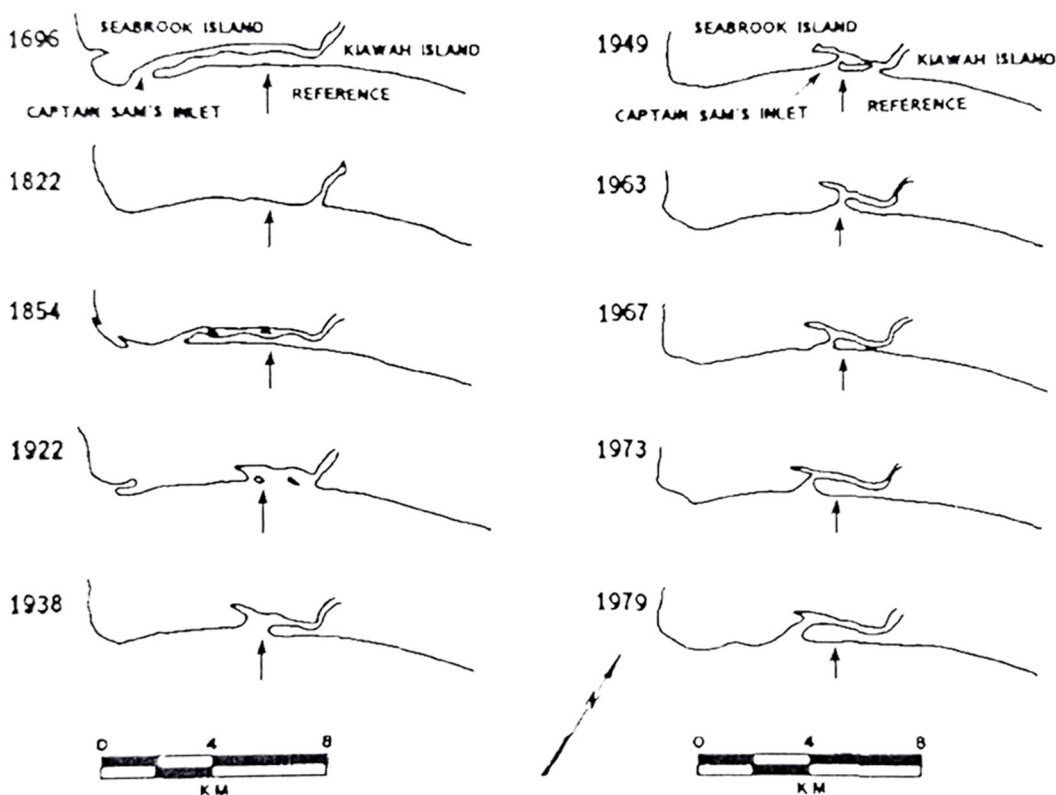 1696
SEABROOK ISLAND
KIAWAH ISLAND
CAPTAIN SAM'S INLET
REFERENCE
1822
1854
1922
1938
0 4 8
KM
1949
SEABROOK ISLAND
KIAWAH ISLAND
CAPTAIN SAM'S INLET
REFERENCE
1963
1967
1973
1979
N
0 4 8
KM